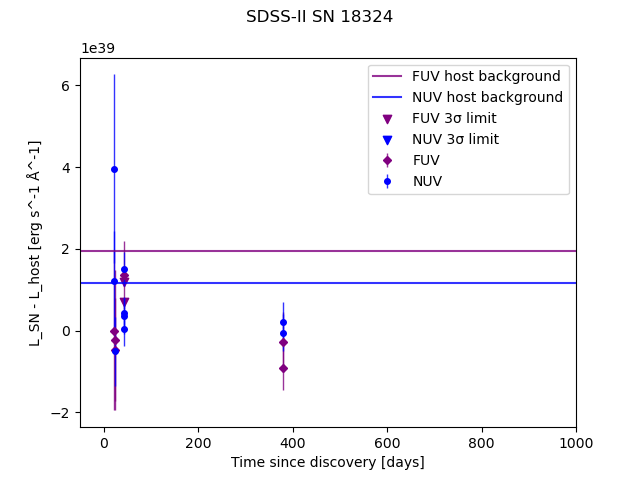 SDSS-II SN 18324
1e39
FUV host background
NUV host background
FUV 3σ limit
NUV 3σ limit
FUV
NUV
6
4
2
0
−2
L_SN - L_host [erg s^-1 Å^-1]
0 200 400 600 800 1000
Time since discovery [days]